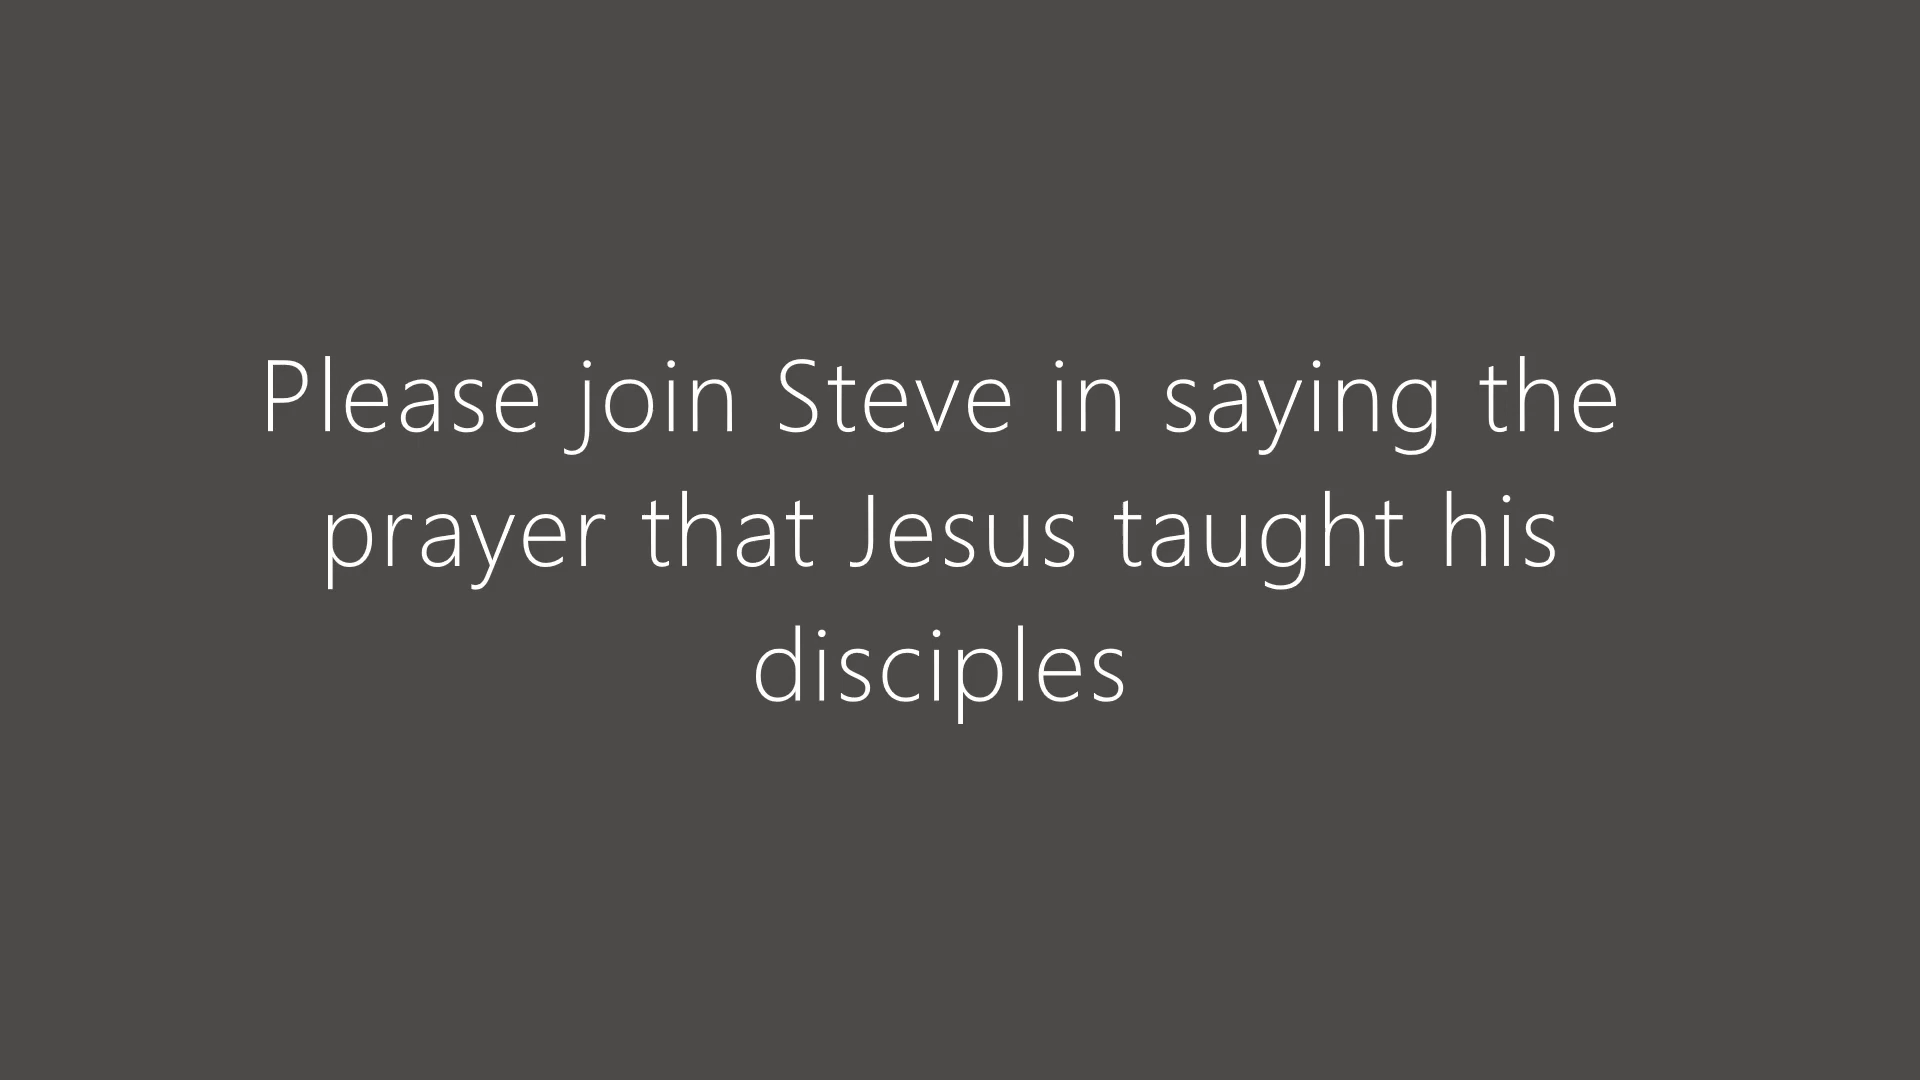 Please join Steve in saying the
prayer that Jesus taught his
disciples